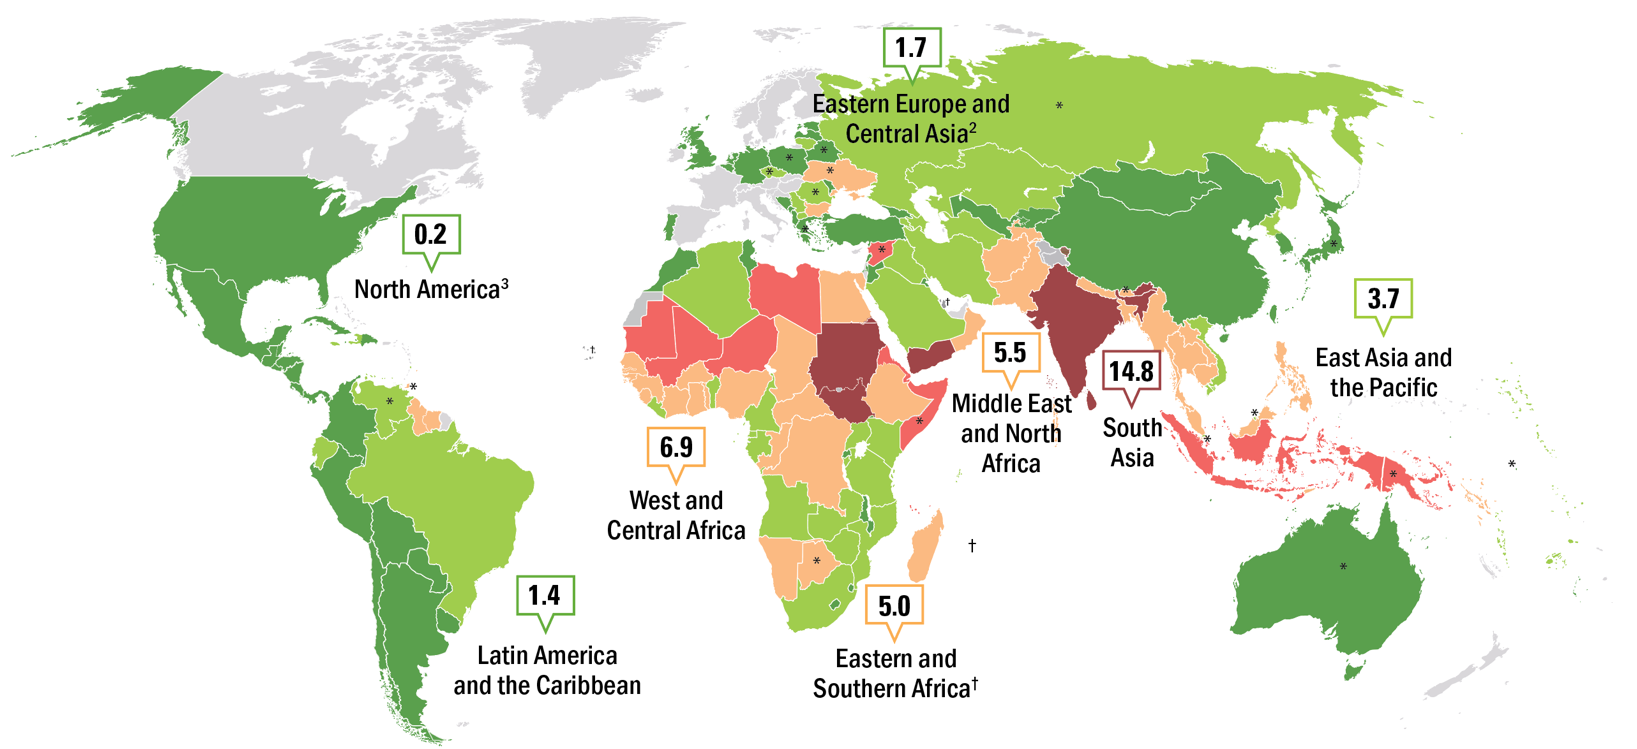 1.7
Eastern Europe and
Central Asia²
0.2
North America³
3.7
East Asia and
the Pacific
5.5
Middle East
and North
Africa
14.8
South
Asia
6.9
West and
Central Africa
1.4
Latin America
and the Caribbean
5.0
Eastern and
Southern Africa†
*
*
*
*
*
*
*
*
*
†
†
*
*
*
*
*
*
*
*
†
*
*